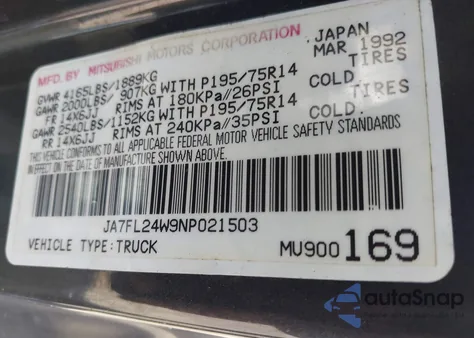 MFD. BY MITSUBISHI MOTORS CORPORATION JAPAN
GVWR 4165LBS/1889KG MAR 1992
GAWR 2000LBS/ 907KG WITH P195/75R14 TIRES
FR 14X6JJ RIMS AT 180KPa//26PSI COLD.
GAWR 2540LBS/1152KG WITH P195/75R14 TIRES
RR 14X6JJ RIMS AT 240KPa//35PSI COLD.
THIS VEHICLE CONFORMS TO ALL APPLICABLE FEDERAL MOTOR VEHICLE SAFETY STANDARDS
IN EFFECT ON THE DATE OF MANUFACTURE SHOWN ABOVE.
JA7FL24W9NP021503
VEHICLE TYPE:TRUCK MU900169
autoSnap